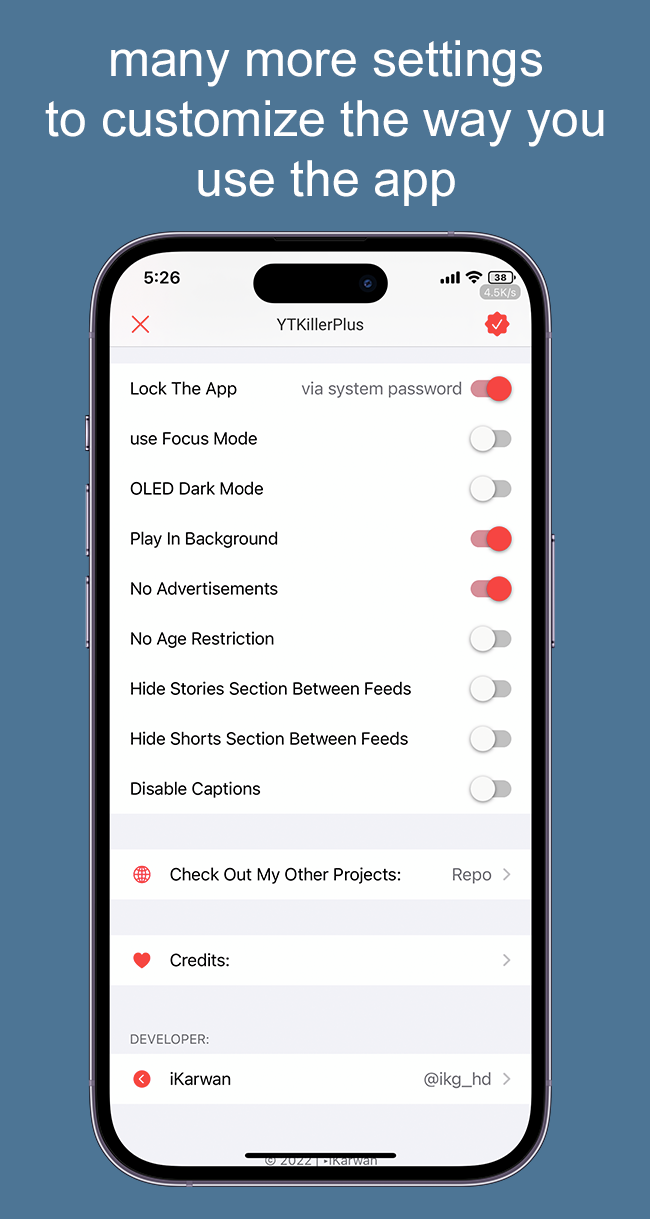 many more settings
to customize the way you
use the app
5:26
38
4.5K/s
YTKillerPlus
Lock The App via system password
use Focus Mode
OLED Dark Mode
Play In Background
No Advertisements
No Age Restriction
Hide Stories Section Between Feeds
Hide Shorts Section Between Feeds
Disable Captions
Check Out My Other Projects: Repo
Credits:
DEVELOPER:
iKarwan @ikg_hd
© 2022 | •iKarwan